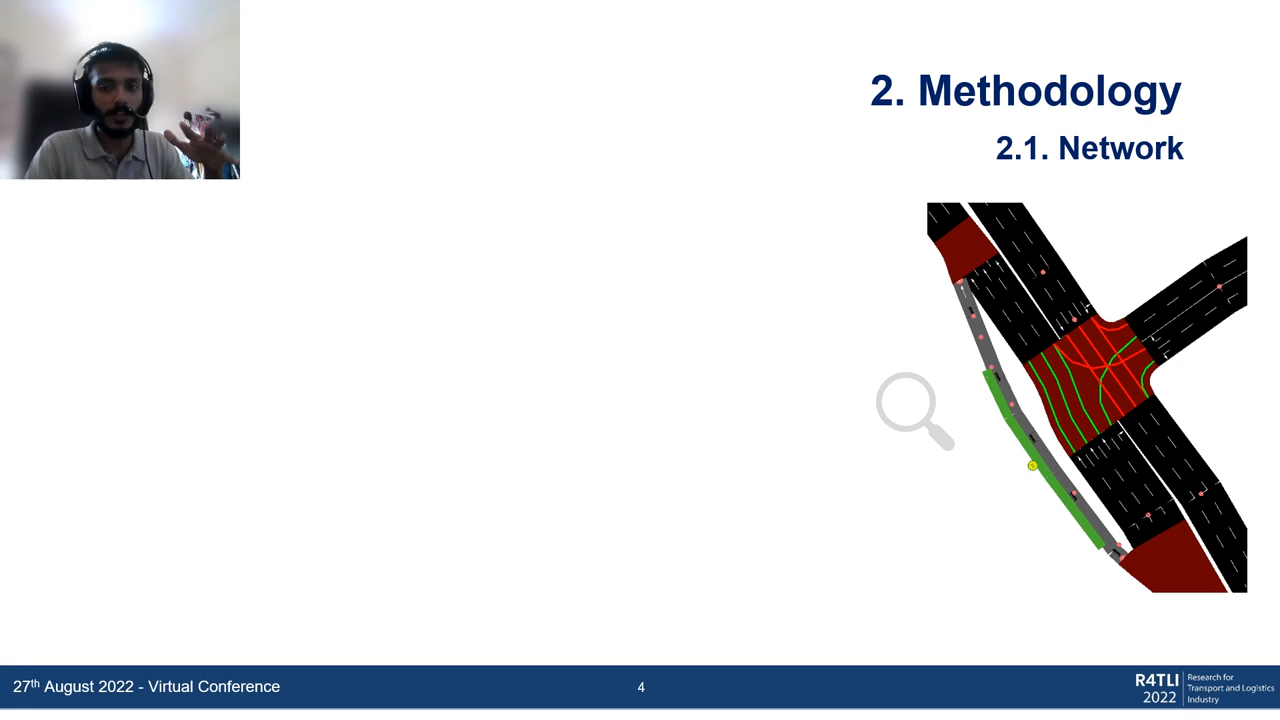 2. Methodology
2.1. Network
27th August 2022 - Virtual Conference
4
R4TLI
2022
Research for
Transport and Logistics
Industry